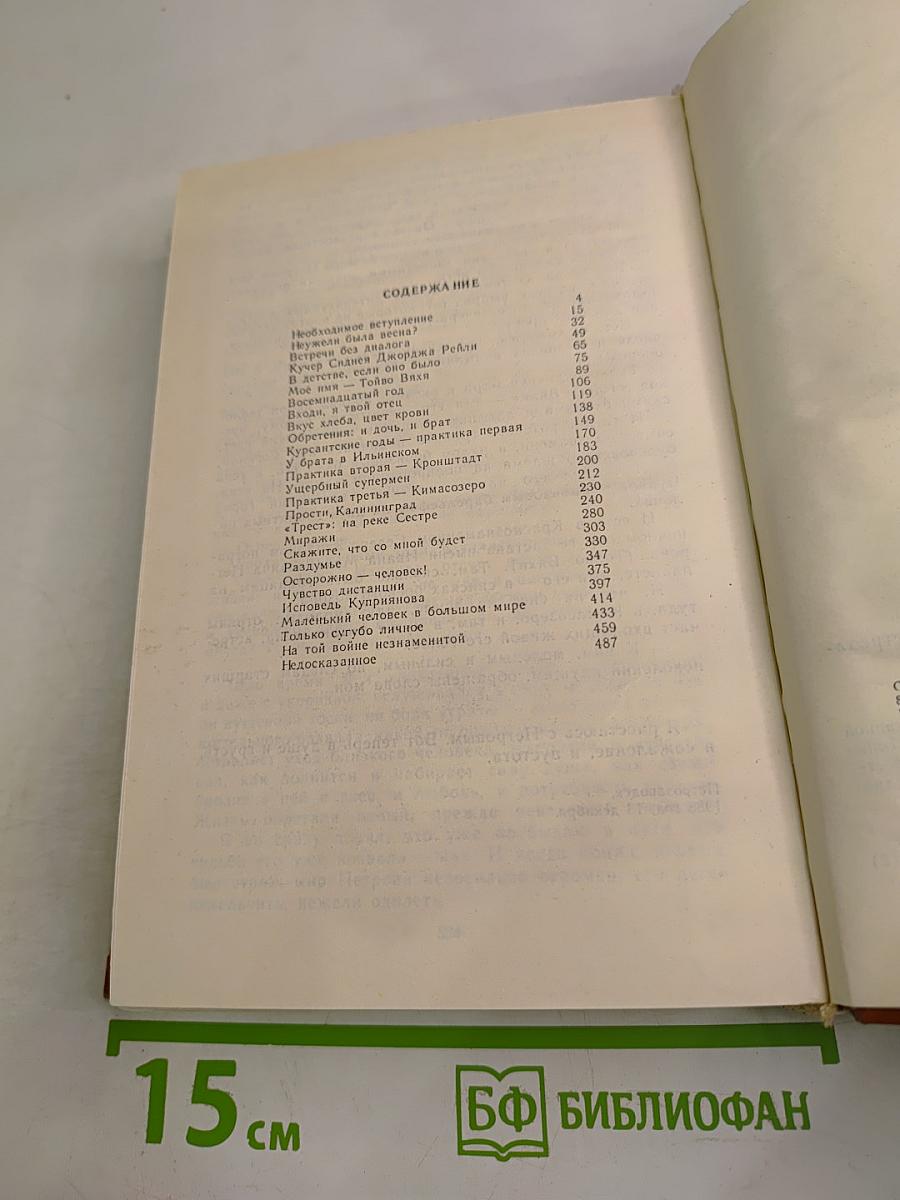 СОДЕРЖАНИЕ
Необходимое вступление 4
Неужели была весна? 15
Встречи без диалога 32
Кучер Сиднея Джорджа Рейли 49
В детстве, если оно было 65
Мое имя — Тойво Вяхя 75
Восемнадцатый год 89
Входи, я твой отец 106
Вкус хлеба, цвет крови 119
Обретения: и дочь, и брат 138
Курсантские годы — практика первая 149
У брата в Ильинском 170
Практика вторая — Кронштадт 183
Ущербный супермен 200
Практика третья — Кимасозеро 212
Прости, Калининград 230
«Трест»: на реке Сестре 240
Миражи 280
Скажите, что со мной будет 303
Раздумье 330
Осторожно — человек! 347
Чувство дистанции 375
Исповедь Куприянова 397
Маленький человек в большом мире 414
Только сугубо личное 433
На той войне незнаменитой 459
Недосказанное 487
15 см
БФ БИБЛИОФАН